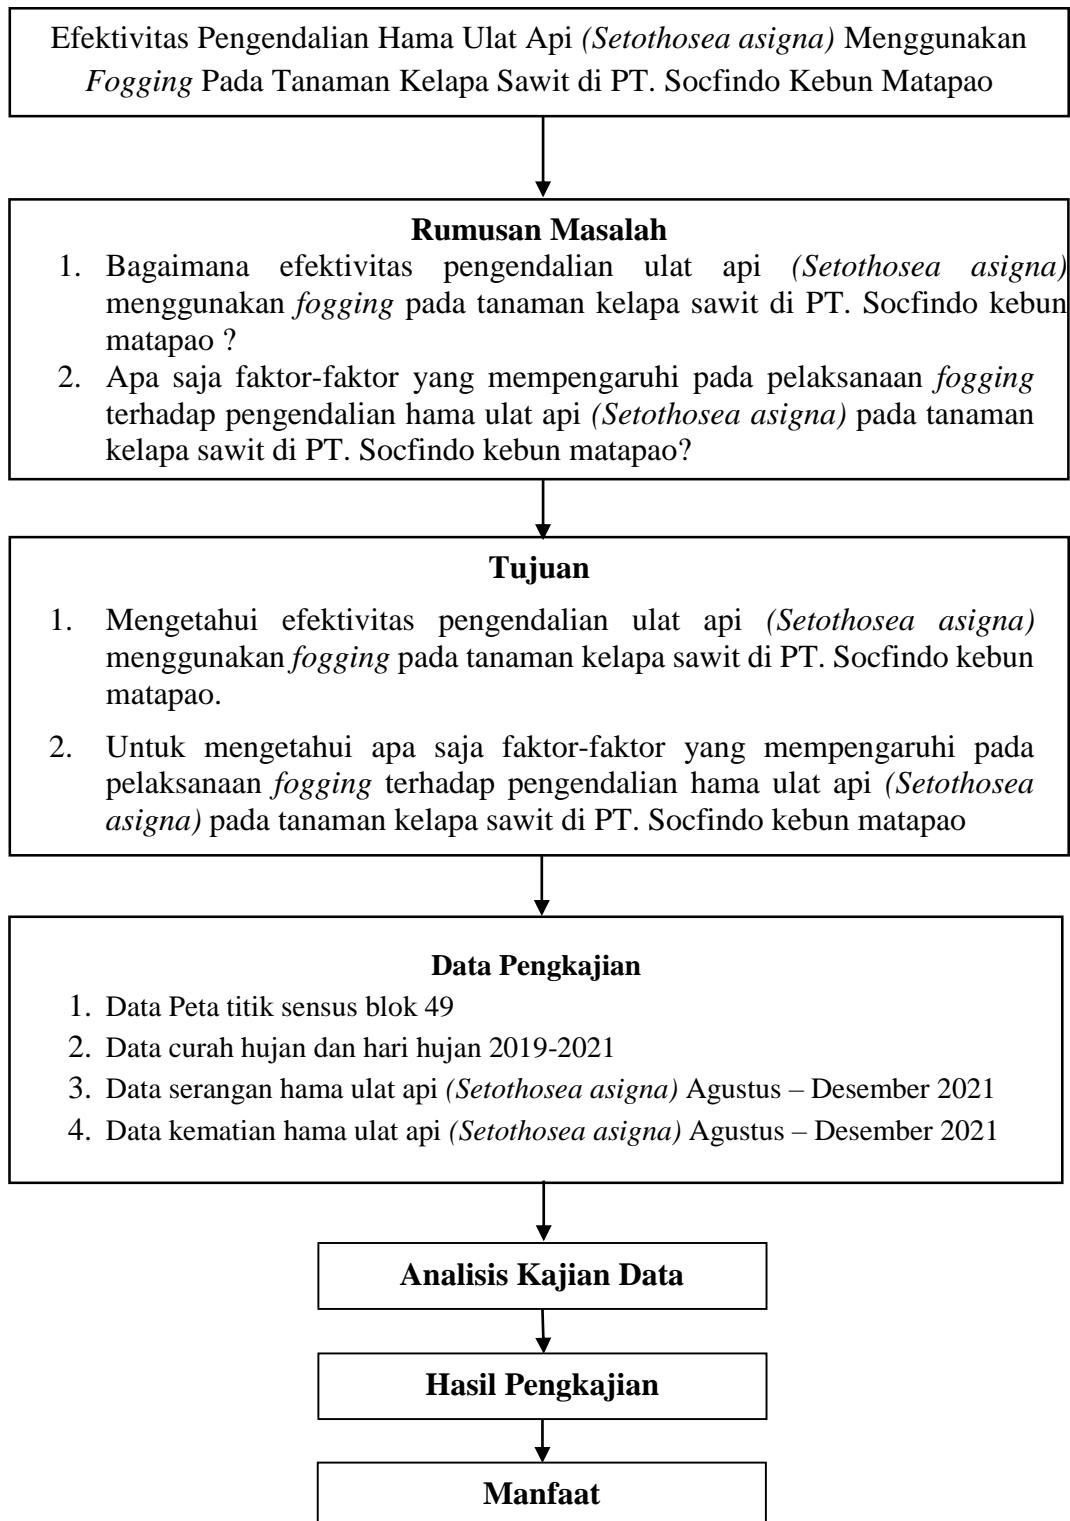 Efektivitas Pengendalian Hama Ulat Api (Setothosea asigna) Menggunakan
Fogging Pada Tanaman Kelapa Sawit di PT. Socfindo Kebun Matapao
Rumusan Masalah
1. Bagaimana efektivitas pengendalian ulat api (Setothosea asigna)
menggunakan fogging pada tanaman kelapa sawit di PT. Socfindo kebun
matapao ?
2. Apa saja faktor-faktor yang mempengaruhi pada pelaksanaan fogging
terhadap pengendalian hama ulat api (Setothosea asigna) pada tanaman
kelapa sawit di PT. Socfindo kebun matapao?
Tujuan
1. Mengetahui efektivitas pengendalian ulat api (Setothosea asigna)
menggunakan fogging pada tanaman kelapa sawit di PT. Socfindo kebun
matapao.
2. Untuk mengetahui apa saja faktor-faktor yang mempengaruhi pada
pelaksanaan fogging terhadap pengendalian hama ulat api (Setothosea
asigna) pada tanaman kelapa sawit di PT. Socfindo kebun matapao
Data Pengkajian
1. Data Peta titik sensus blok 49
2. Data curah hujan dan hari hujan 2019-2021
3. Data serangan hama ulat api (Setothosea asigna) Agustus – Desember 2021
4. Data kematian hama ulat api (Setothosea asigna) Agustus – Desember 2021
Analisis Kajian Data
Hasil Pengkajian
Manfaat